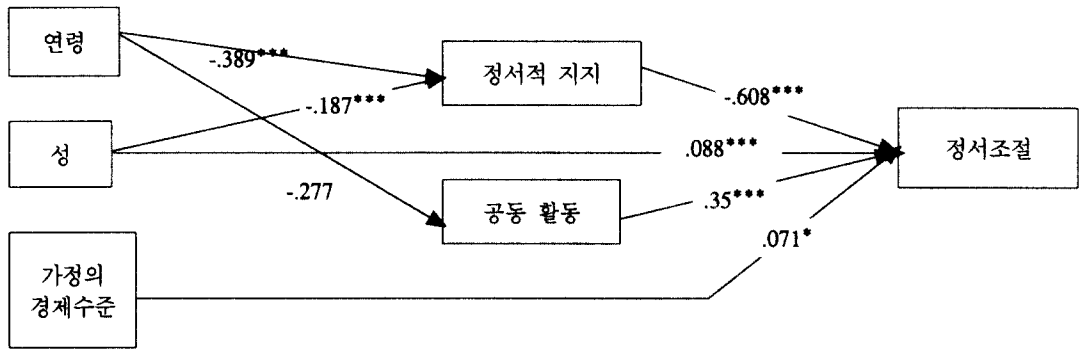 연령
-.389***
정서적 지지
-.187***
-.608***
성
.088***
정서조절
-.277
공동 활동
.35***
.071*
가정의
경제수준